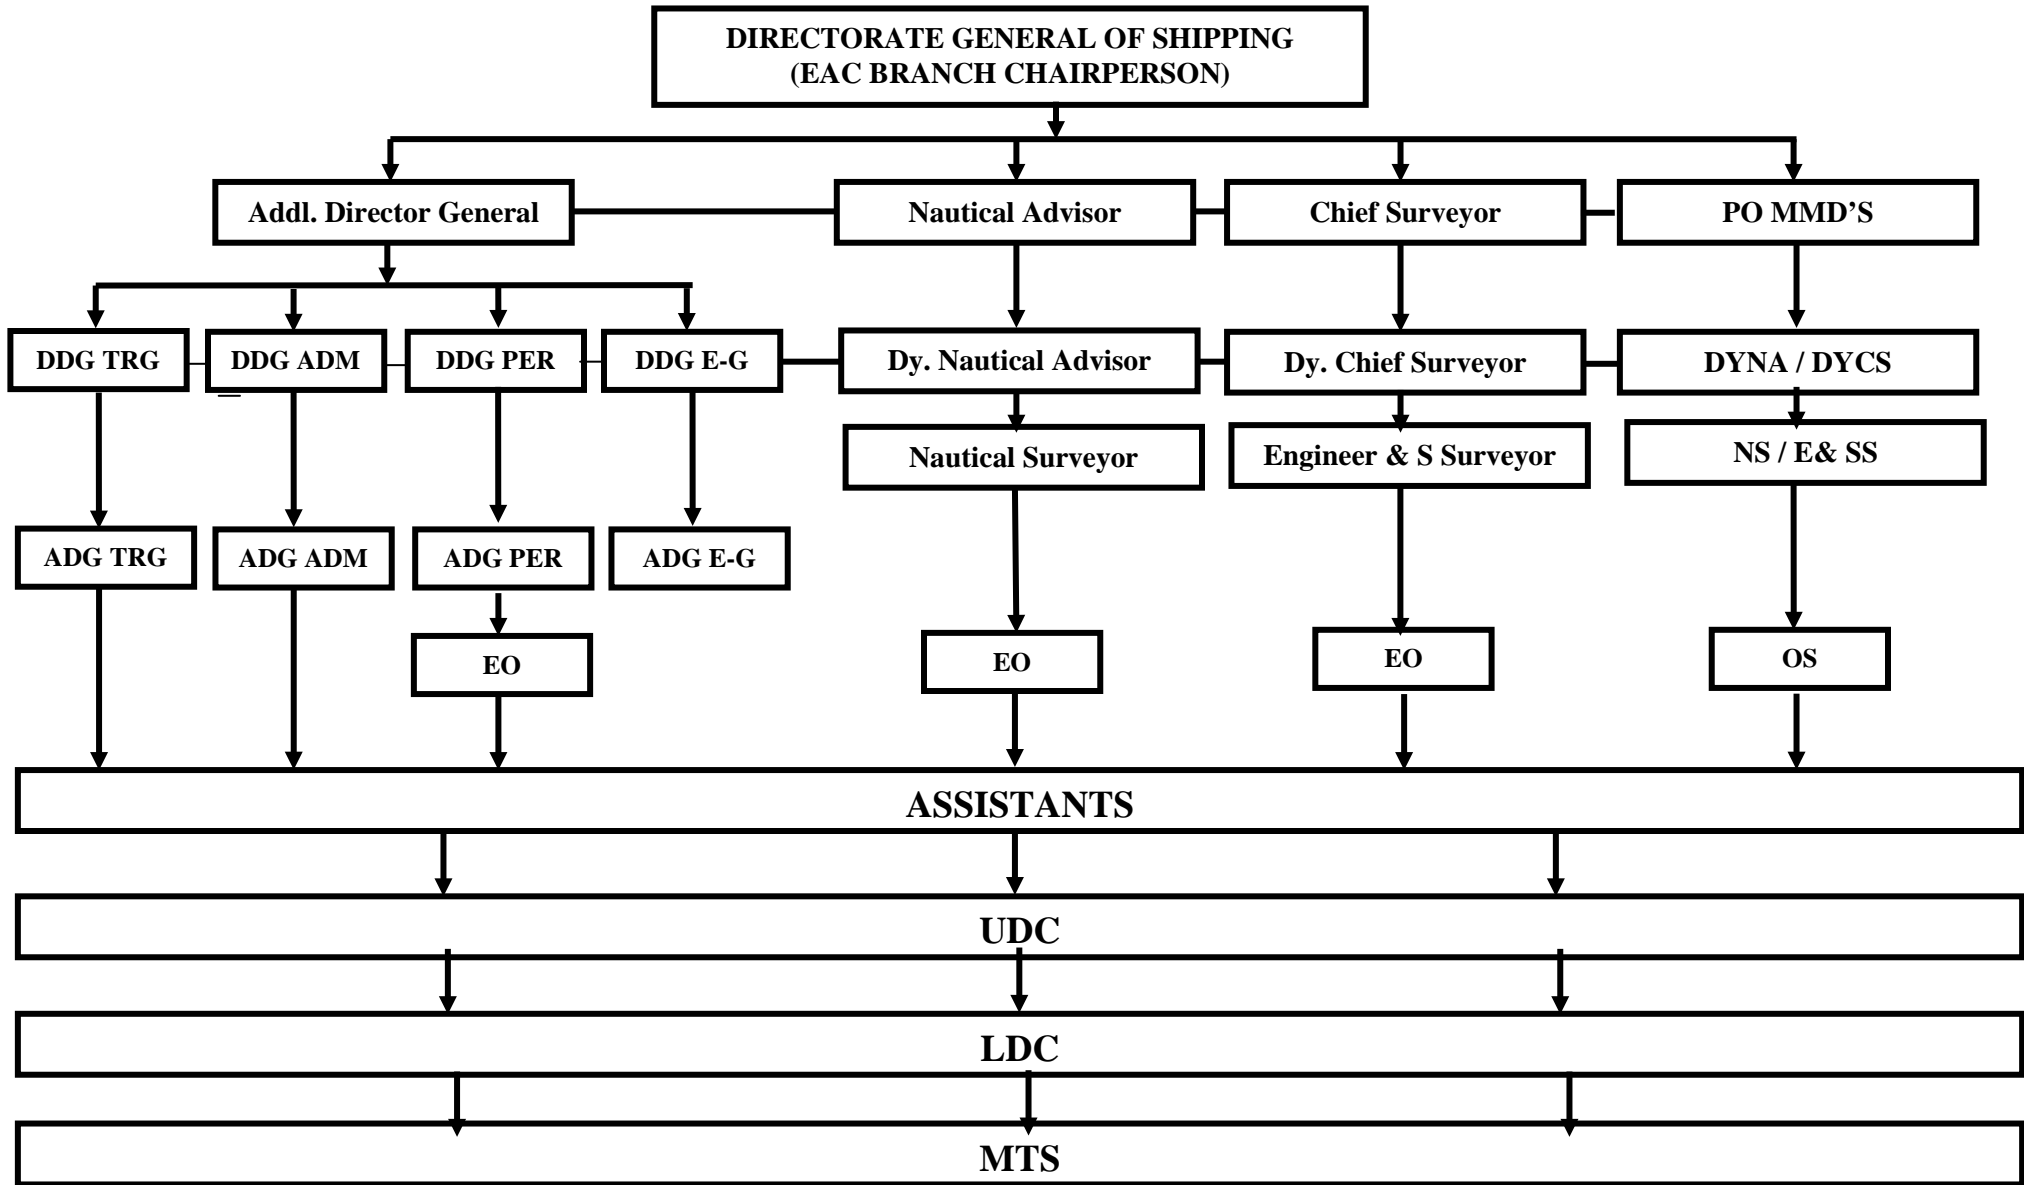 DIRECTORATE GENERAL OF SHIPPING
(EAC BRANCH CHAIRPERSON)
Addl. Director General
Nautical Advisor
Chief Surveyor
PO MMD’S
DDG TRG
DDG ADM
DDG PER
DDG E-G
Dy. Nautical Advisor
Dy. Chief Surveyor
DYNA / DYCS
Nautical Surveyor
Engineer & S Surveyor
NS / E& SS
ADG TRG
ADG ADM
ADG PER
ADG E-G
EO
EO
EO
OS
ASSISTANTS
UDC
LDC
MTS